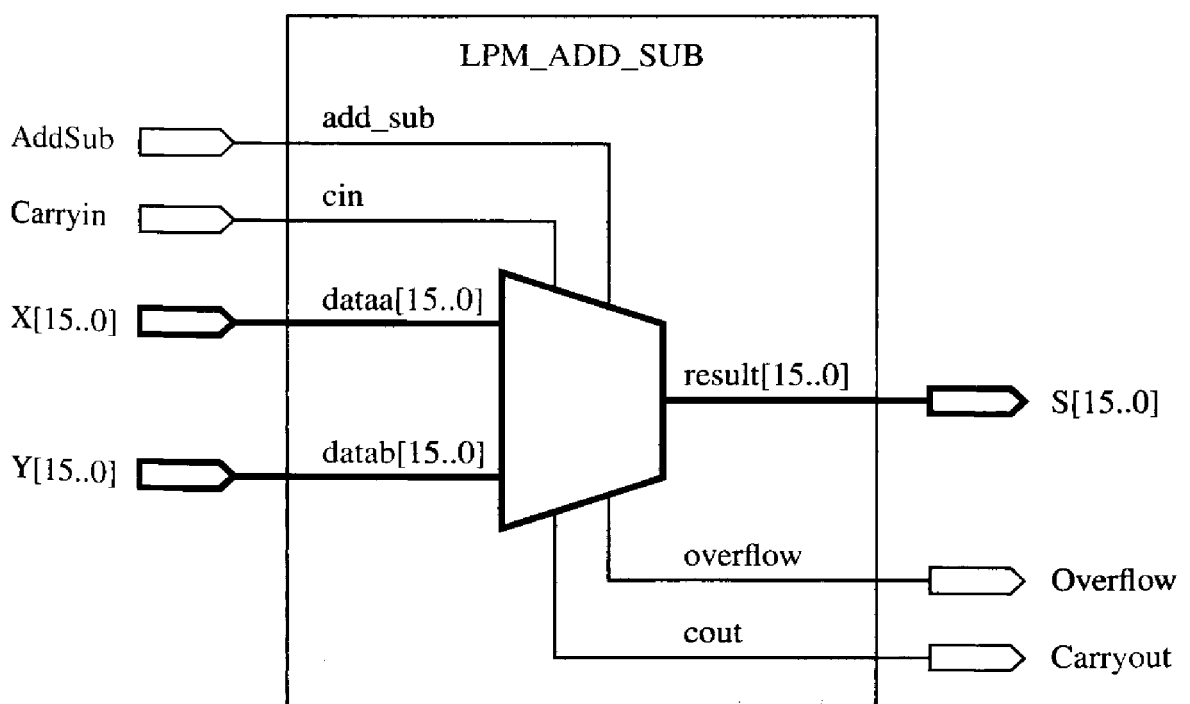 LPM_ADD_SUB
AddSub
add_sub
Carryin
cin
X[15..0]
dataa[15..0]
result[15..0]
S[15..0]
Y[15..0]
datab[15..0]
overflow
Overflow
cout
Carryout